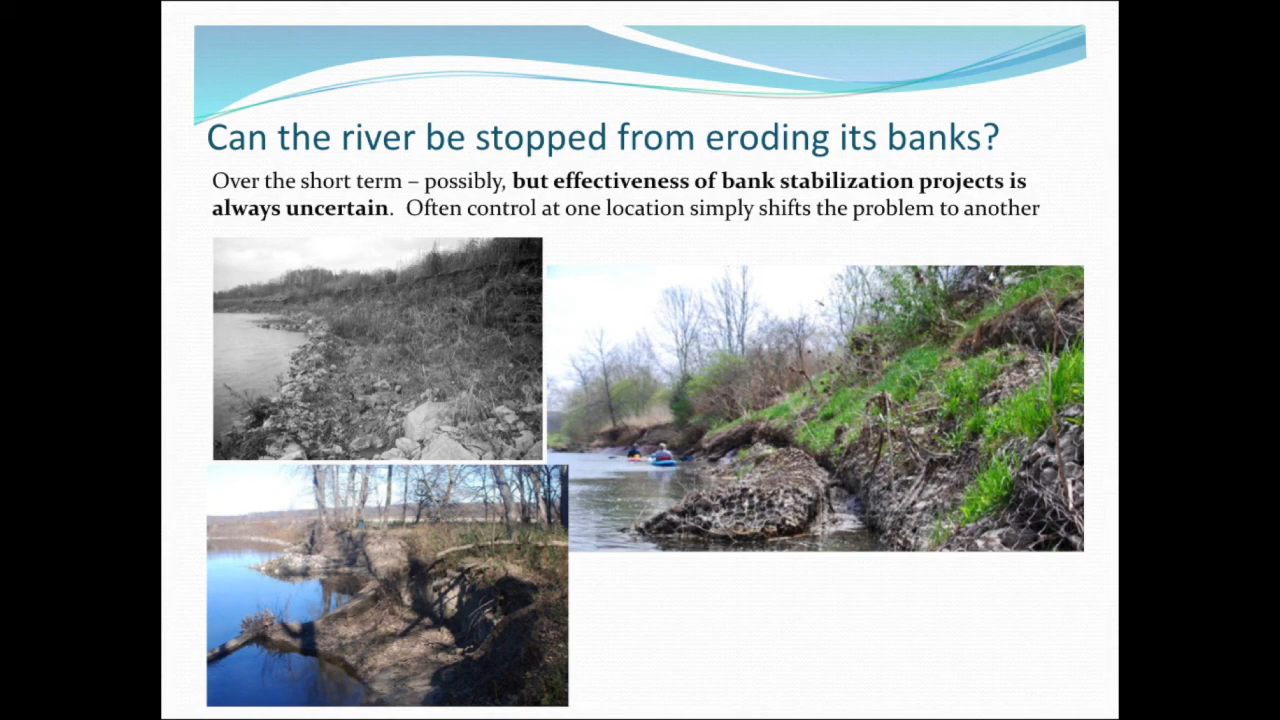 Can the river be stopped from eroding its banks?
Over the short term – possibly, but effectiveness of bank stabilization projects is
always uncertain.  Often control at one location simply shifts the problem to another